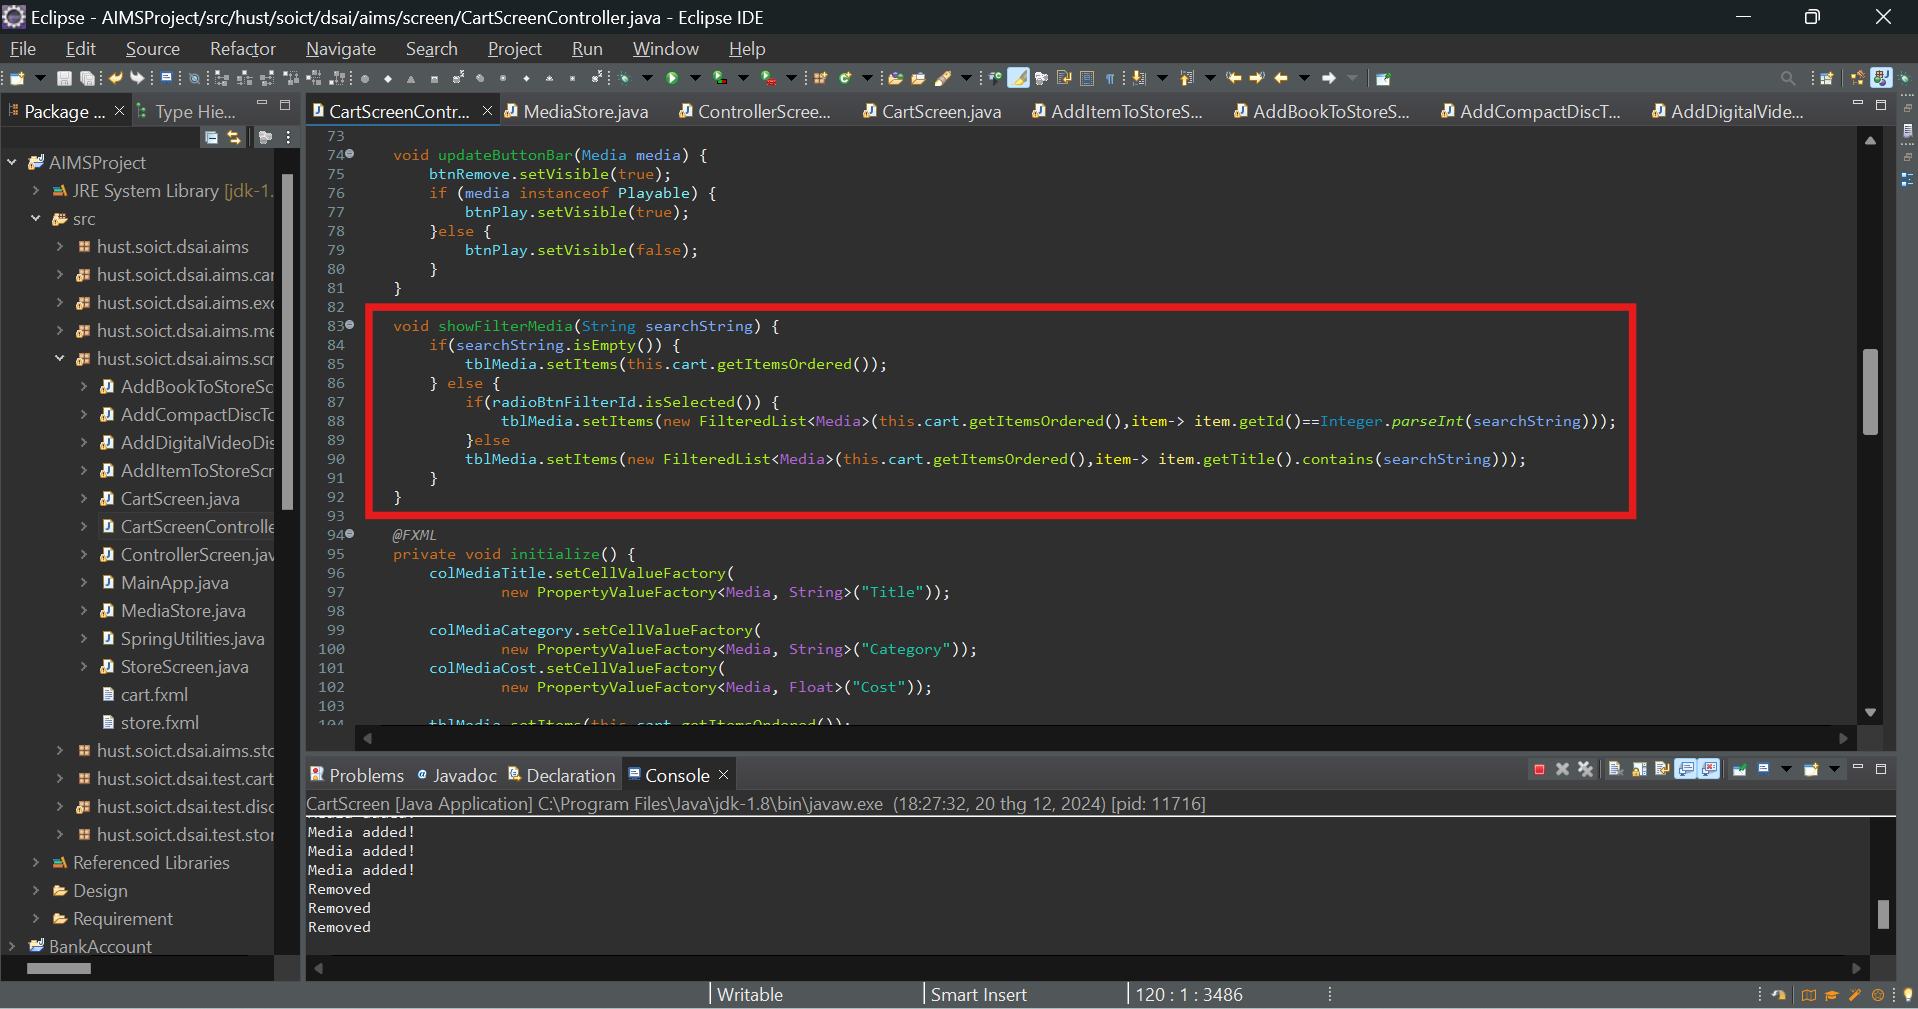 Eclipse - AIMSProject/src/hust/soict/dsai/aims/screen/CartScreenController.java - Eclipse IDE
File Edit Source Refactor Navigate Search Project Run Window Help
Package ... Type Hie...
CartScreenContr... MediaStore.java ControllerScree... CartScreen.java AddItemToStoreS... AddBookToStoreS... AddCompactDiscT... AddDigitalVide...
AIMSProject
JRE System Library [jdk-1.
src
hust.soict.dsai.aims
hust.soict.dsai.aims.car
hust.soict.dsai.aims.exc
hust.soict.dsai.aims.me
hust.soict.dsai.aims.scr
AddBookToStoreSc
AddCompactDiscTo
AddDigitalVideoDis
AddItemToStoreScr
CartScreen.java
CartScreenControlle
ControllerScreen.jav
MainApp.java
MediaStore.java
SpringUtilities.java
StoreScreen.java
cart.fxml
store.fxml
hust.soict.dsai.aims.sto
hust.soict.dsai.test.cart
hust.soict.dsai.test.disc
hust.soict.dsai.test.stor
Referenced Libraries
Design
Requirement
BankAccount
73
74 void updateButtonBar(Media media) {
75 btnRemove.setVisible(true);
76 if (media instanceof Playable) {
77 btnPlay.setVisible(true);
78 }else {
79 btnPlay.setVisible(false);
80 }
81 }
82
83 void showFilterMedia(String searchString) {
84 if(searchString.isEmpty()) {
85 tblMedia.setItems(this.cart.getItemsOrdered());
86 } else {
87 if(radioBtnFilterId.isSelected()) {
88 tblMedia.setItems(new FilteredList<Media>(this.cart.getItemsOrdered(),item-> item.getId()==Integer.parseInt(searchString)));
89 }else
90 tblMedia.setItems(new FilteredList<Media>(this.cart.getItemsOrdered(),item-> item.getTitle().contains(searchString)));
91 }
92 }
93
94 @FXML
95 private void initialize() {
96 colMediaTitle.setCellValueFactory(
97 new PropertyValueFactory<Media, String>("Title"));
98
99 colMediaCategory.setCellValueFactory(
100 new PropertyValueFactory<Media, String>("Category"));
101 colMediaCost.setCellValueFactory(
102 new PropertyValueFactory<Media, Float>("Cost"));
103
104 tblMedia.setItems(this.cart.getItemsOrdered());
Problems Javadoc Declaration Console
CartScreen [Java Application] C:\Program Files\Java\jdk-1.8\bin\javaw.exe (18:27:32, 20 thg 12, 2024) [pid: 11716]
Media added!
Media added!
Media added!
Media added!
Removed
Removed
Removed
Writable Smart Insert 120 : 1 : 3486